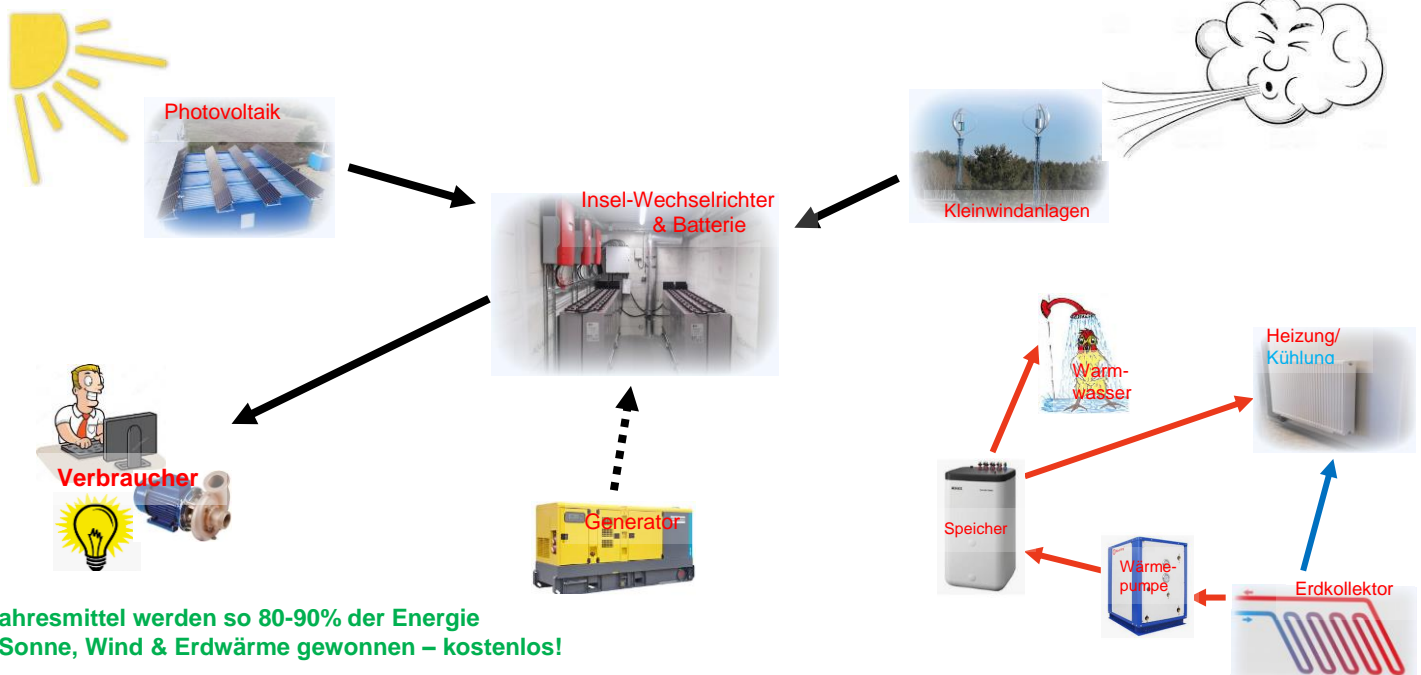 Photovoltaik
Insel-Wechselrichter
& Batterie
Kleinwindanlagen
Warm-
wasser
Heizung/
Kühlung
Verbraucher
Generator
Speicher
Wärme-
pumpe
Erdkollektor
ahresmittel werden so 80-90% der Energie
Sonne, Wind & Erdwärme gewonnen – kostenlos!